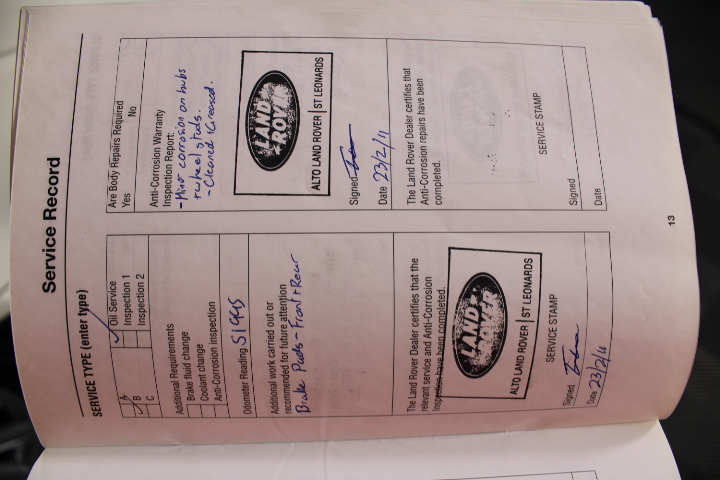 Service Record
SERVICE TYPE (enter type)
A
B
C
Oil Service
Inspection 1
Inspection 2
Additional Requirements
Brake fluid change
Coolant change
Anti-Corrosion Inspection
Odometer Reading
Additional work carried out or
recommended for future attention
Brake Pads - Front + Rear
The Land Rover Dealer certifies that the
relevant service and Anti-Corrosion
Inspection have been completed.
LAND
ROVER
ALTO LAND ROVER | ST LEONARDS
SERVICE STAMP
Signed
Date 23/2/11
Are Body Repairs Required
Yes No
Anti-Corrosion Warranty
Inspection Report:
- Minor corrosion on hubs
+ wheel studs.
- Cleaned + Greased.
LAND
ROVER
ALTO LAND ROVER | ST LEONARDS
Signed
Date 23/2/11
The Land Rover Dealer certifies that
Anti-Corrosion repairs have been
completed.
SERVICE STAMP
Signed
Date
13